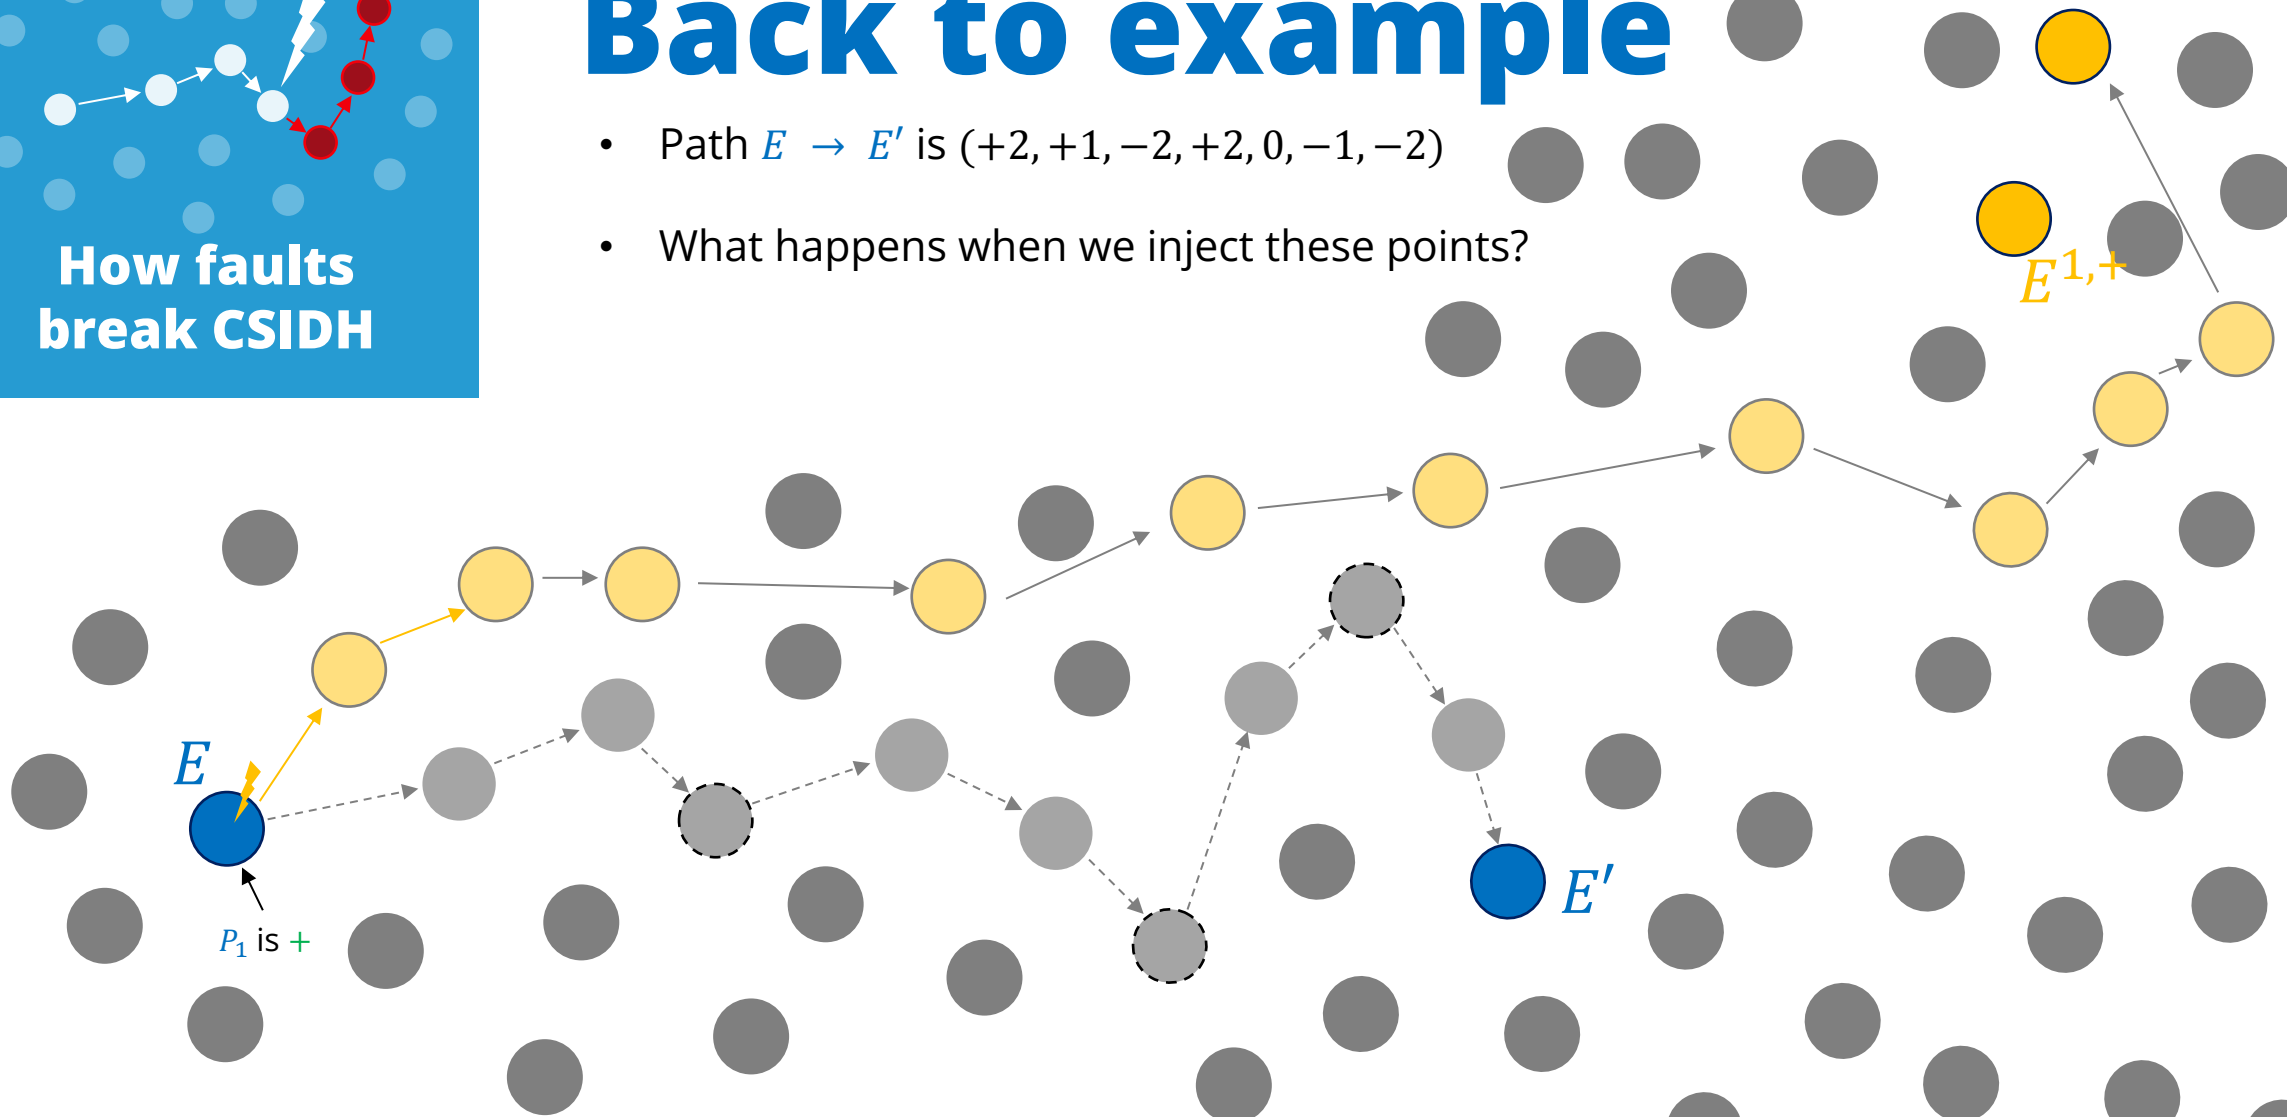 Back to example
How faults
break CSIDH
• Path E → E′ is (+2, +1, −2, +2, 0, −1, −2)
• What happens when we inject these points?
E^{1,+}
E
P₁ is +
E′